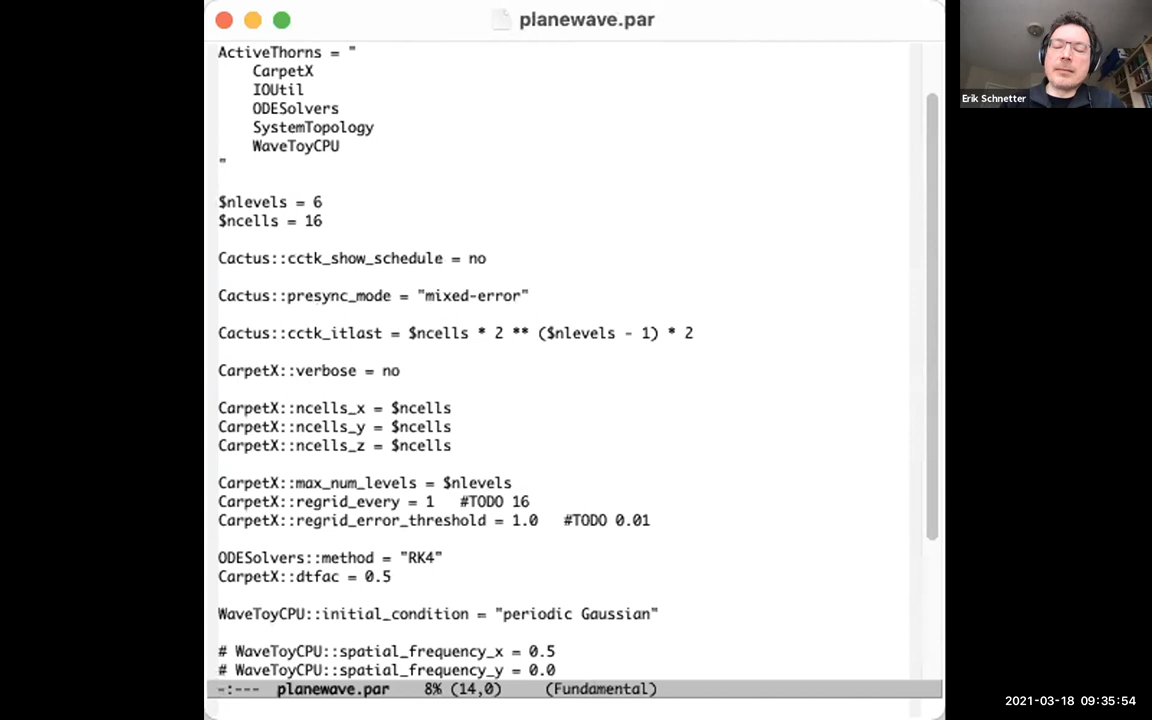 planewave.par
ActiveThorns = "
CarpetX
IOUtil
ODESolvers
SystemTopology
WaveToyCPU
"
$nlevels = 6
$ncells = 16
Cactus::cctk_show_schedule = no
Cactus::presync_mode = "mixed-error"
Cactus::cctk_itlast = $ncells * 2 ** ($nlevels - 1) * 2
CarpetX::verbose = no
CarpetX::ncells_x = $ncells
CarpetX::ncells_y = $ncells
CarpetX::ncells_z = $ncells
CarpetX::max_num_levels = $nlevels
CarpetX::regrid_every = 1   #TODO 16
CarpetX::regrid_error_threshold = 1.0   #TODO 0.01
ODESolvers::method = "RK4"
CarpetX::dtfac = 0.5
WaveToyCPU::initial_condition = "periodic Gaussian"
# WaveToyCPU::spatial_frequency_x = 0.5
# WaveToyCPU::spatial_frequency_y = 0.0
-:---  planewave.par    8% (14,0)    (Fundamental)
Erik Schnetter
2021-03-18 09:35:54